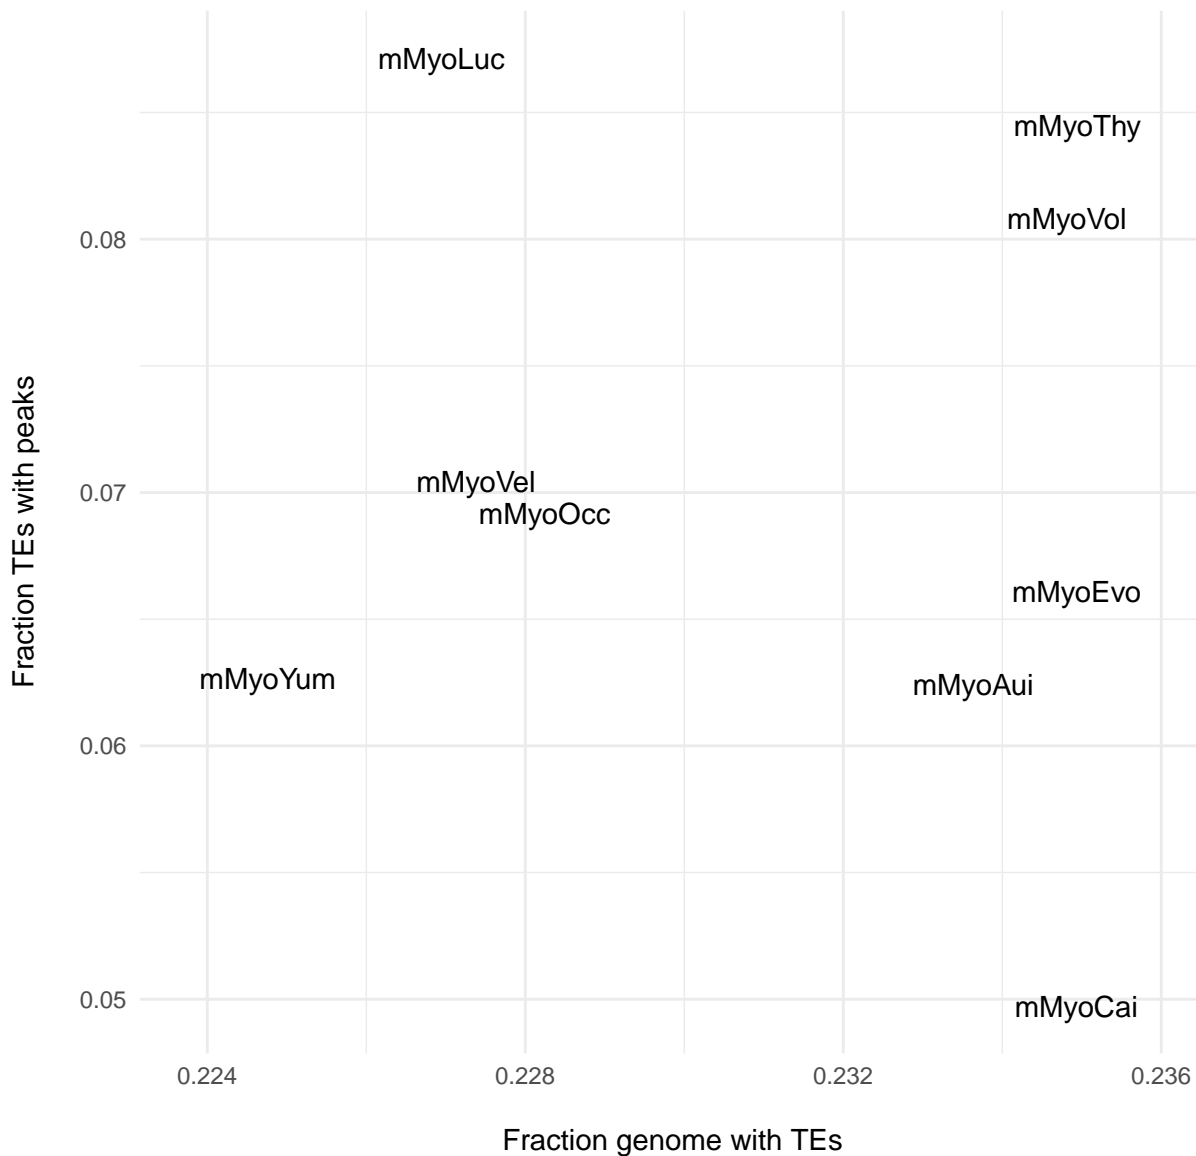 mMyoLuc
mMyoThy
mMyoVol
0.08
Fraction TEs with peaks
mMyoVel
0.07
mMyoOcc
mMyoEvo
mMyoYum
mMyoAui
0.06
0.05
mMyoCai
0.224
0.228
0.232
0.236
Fraction genome with TEs